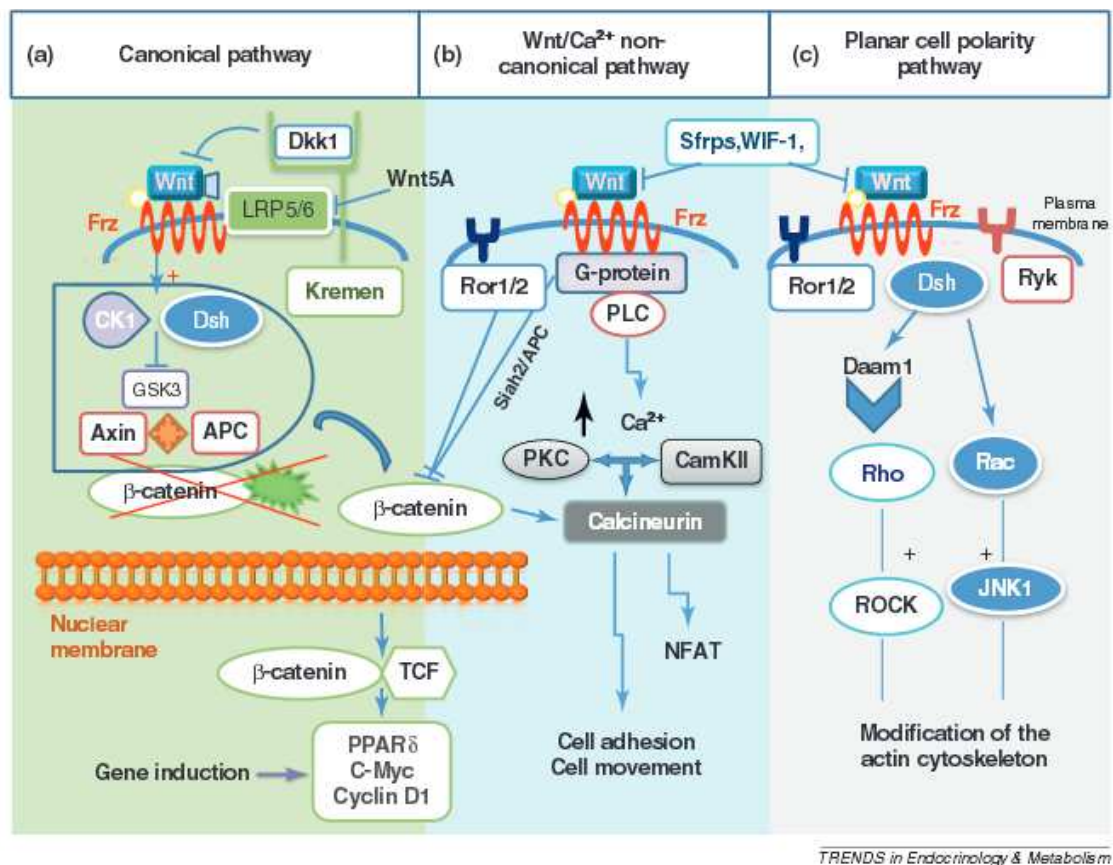 (a) Canonical pathway
(b) Wnt/Ca²⁺ non-
canonical pathway
(c) Planar cell polarity
pathway
Dkk1
Wnt
LRP5/6
Wnt5A
Frz
Kremen
+
CK1
Dsh
GSK3
Axin
APC
β-catenin
Nuclear
membrane
β-catenin
TCF
Gene induction
PPARδ
C-Myc
Cyclin D1
Sfrps,WIF-1,
Wnt
Frz
Ror1/2
G-protein
PLC
Siah2/APC
Ca²⁺
PKC
CamKII
β-catenin
Calcineurin
NFAT
Cell adhesion
Cell movement
Wnt
Frz
Plasma
membrane
Ror1/2
Dsh
Ryk
Daam1
Rho
Rac
+
+
ROCK
JNK1
Modification of the
actin cytoskeleton
TRENDS in Endocrinology & Metabolism